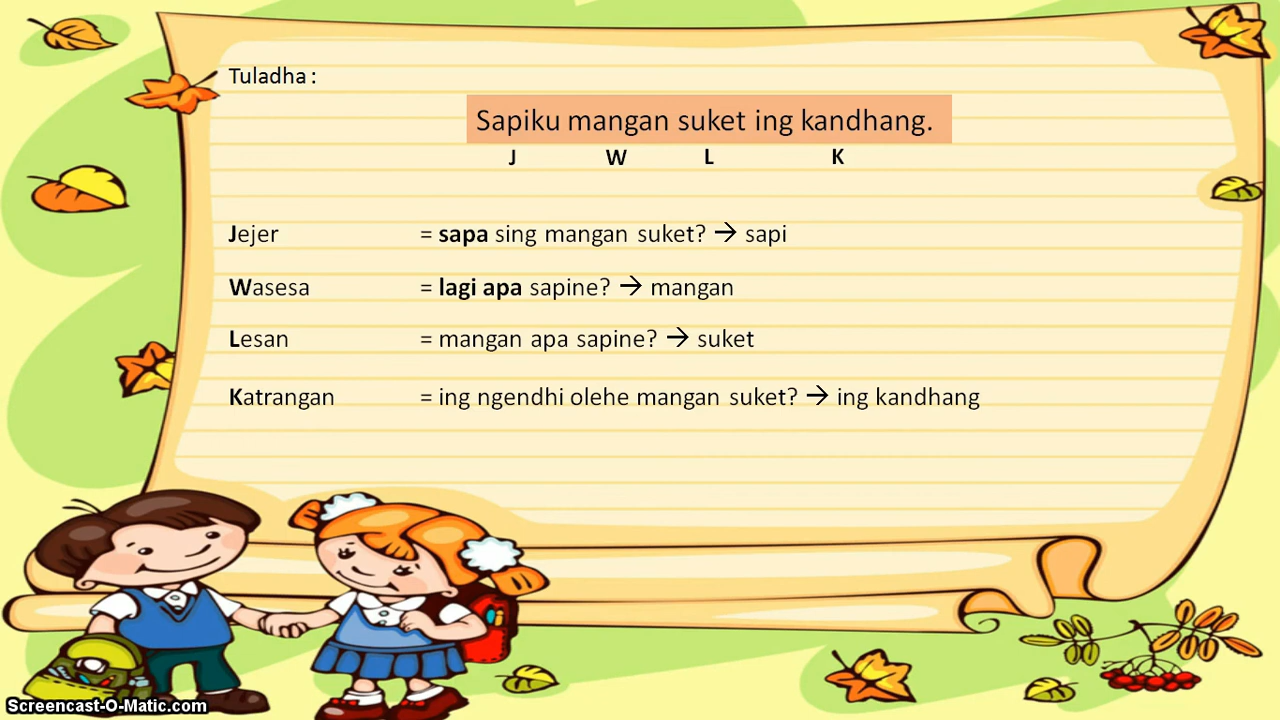 Tuladha :
Sapiku mangan suket ing kandhang.
J W L K
Jejer = sapa sing mangan suket? → sapi
Wasesa = lagi apa sapine? → mangan
Lesan = mangan apa sapine? → suket
Katrangan = ing ngendhi olehe mangan suket? → ing kandhang
Screencast-O-Matic.com